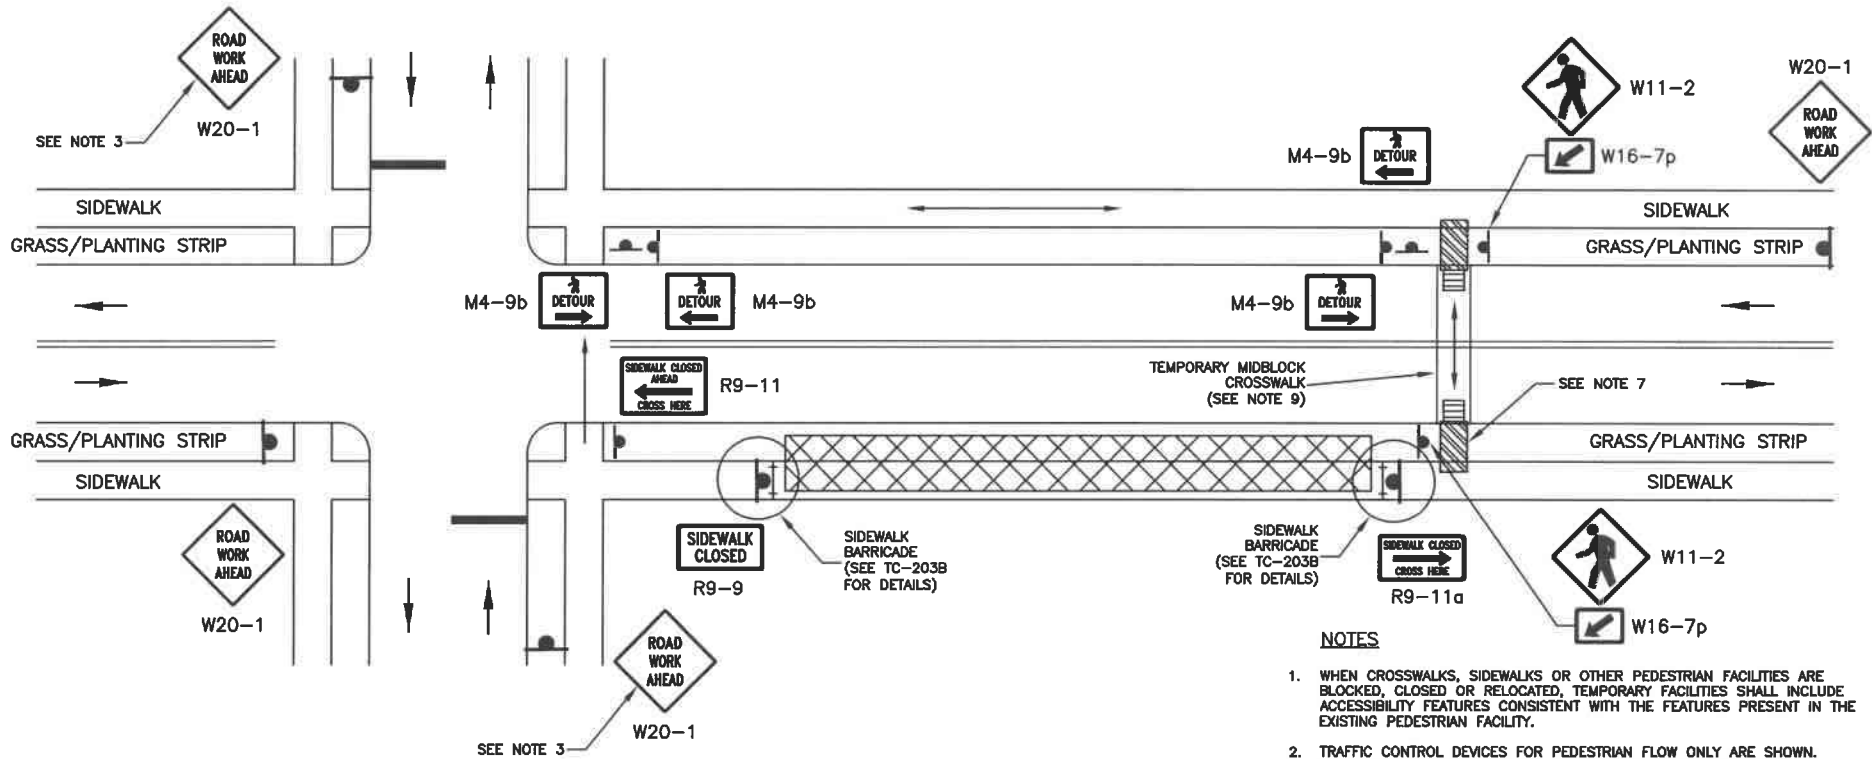 ROAD
WORK
AHEAD
W20-1
SEE NOTE 3
W11-2
W16-7p
W20-1
ROAD
WORK
AHEAD
M4-9b
DETOUR
SIDEWALK
SIDEWALK
GRASS/PLANTING STRIP
GRASS/PLANTING STRIP
M4-9b
DETOUR
DETOUR
M4-9b
M4-9b
DETOUR
SIDEWALK CLOSED
AHEAD
CROSS HERE
R9-11
TEMPORARY MIDBLOCK
CROSSWALK
(SEE NOTE 9)
SEE NOTE 7
GRASS/PLANTING STRIP
GRASS/PLANTING STRIP
SIDEWALK
SIDEWALK
ROAD
WORK
AHEAD
W20-1
SIDEWALK
CLOSED
R9-9
SIDEWALK
BARRICADE
(SEE TC-203B
FOR DETAILS)
SIDEWALK
BARRICADE
(SEE TC-203B
FOR DETAILS)
SIDEWALK CLOSED
CROSS HERE
R9-11a
W11-2
W16-7p
ROAD
WORK
AHEAD
W20-1
SEE NOTE 3
NOTES
1. WHEN CROSSWALKS, SIDEWALKS OR OTHER PEDESTRIAN FACILITIES ARE
BLOCKED, CLOSED OR RELOCATED, TEMPORARY FACILITIES SHALL INCLUDE
ACCESSIBILITY FEATURES CONSISTENT WITH THE FEATURES PRESENT IN THE
EXISTING PEDESTRIAN FACILITY.
2. TRAFFIC CONTROL DEVICES FOR PEDESTRIAN FLOW ONLY ARE SHOWN.